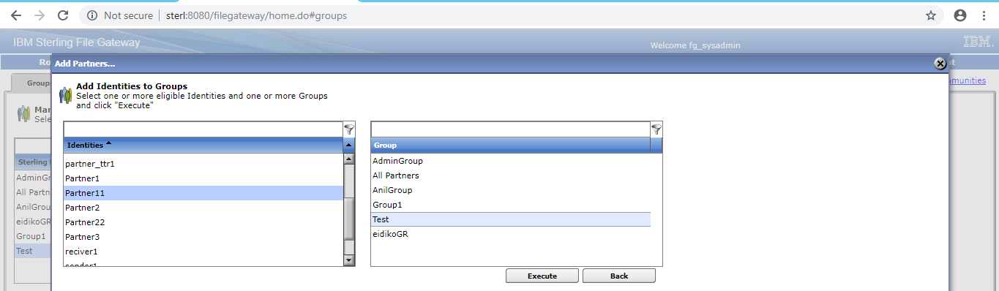 Not secure | sterl:8080/filegateway/home.do#groups
IBM Sterling File Gateway
Welcome fg_sysadmin
IBM.
Ro
Add Partners...
t
Groups
munities
Add Identities to Groups
Select one or more eligible Identities and one or more Groups
and click "Execute"
Man
Sele
Identities
Group
Sterling
partner_ttr1
Partner1
Partner11
Partner2
Partner22
Partner3
reciver1
sender1
AdminGroup
All Partners
AnilGroup
Group1
Test
eidikoGR
AdminGr
All Partn
AnilGrou
eidikoGR
Group1
Test
Execute
Back